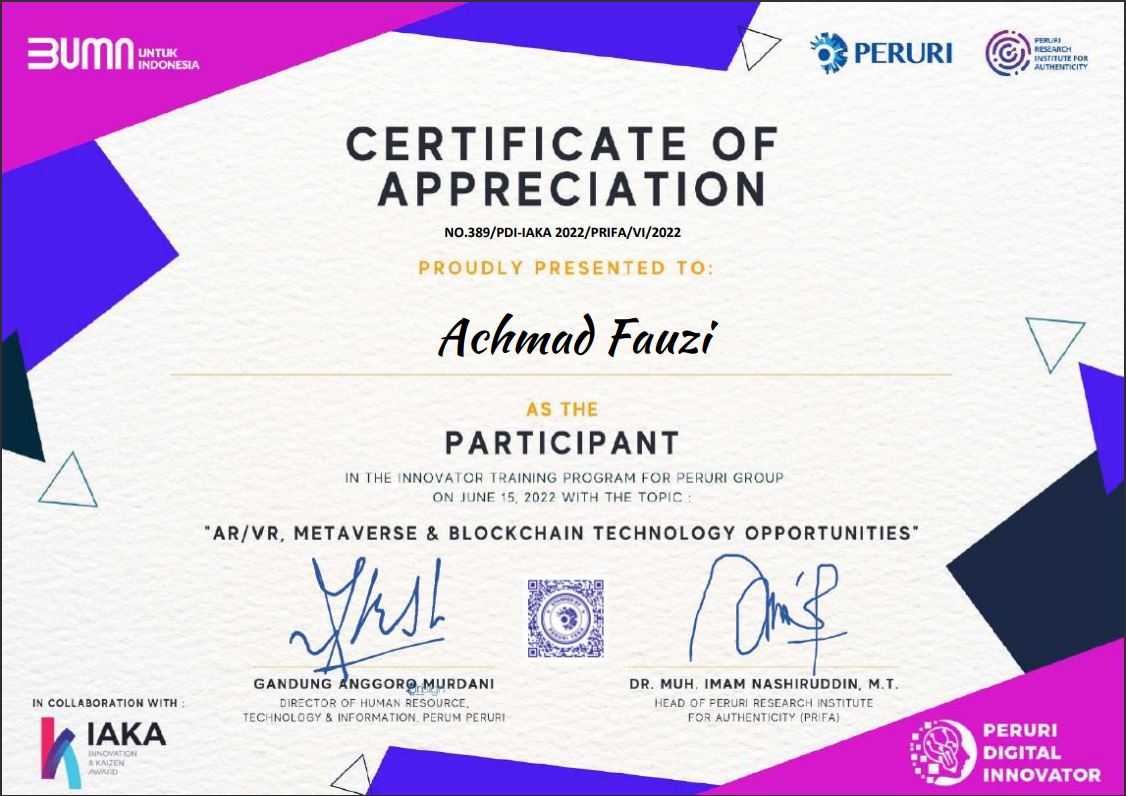 BUMN UNTUK
INDONESIA
PERURI
PERURI
RESEARCH
INSTITUTE FOR
AUTHENTICITY
CERTIFICATE OF
APPRECIATION
NO.389/PDI-IAKA 2022/PRIFA/VI/2022
PROUDLY PRESENTED TO:
Achmad Fauzi
AS THE
PARTICIPANT
IN THE INNOVATOR TRAINING PROGRAM FOR PERURI GROUP
ON JUNE 15, 2022 WITH THE TOPIC :
"AR/VR, METAVERSE & BLOCKCHAIN TECHNOLOGY OPPORTUNITIES"
GANDUNG ANGGORO MURDANI
DIRECTOR OF HUMAN RESOURCE,
TECHNOLOGY & INFORMATION, PERUM PERURI
DR. MUH. IMAM NASHIRUDDIN, M.T.
HEAD OF PERURI RESEARCH INSTITUTE
FOR AUTHENTICITY (PRIFA)
IN COLLABORATION WITH :
IAKA
INNOVATION
& KAIZEN
AWARD
PERURI
DIGITAL
INNOVATOR